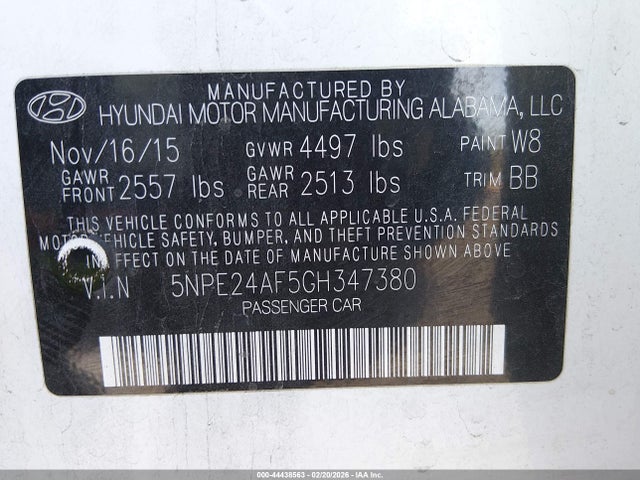 MANUFACTURED BY
HYUNDAI MOTOR MANUFACTURING ALABAMA, LLC
Nov/16/15 GVWR 4497 lbs PAINT W8
GAWR FRONT 2557 lbs GAWR REAR 2513 lbs TRIM BB
THIS VEHICLE CONFORMS TO ALL APPLICABLE U.S.A. FEDERAL
MOTOR VEHICLE SAFETY, BUMPER, AND THEFT PREVENTION STANDARDS
IN EFFECT ON THE DATE OF MANUFACTURE SHOWN ABOVE
V.I.N 5NPE24AF5GH347380
PASSENGER CAR
000-44438563 - 02/20/2026 - IAA Inc.